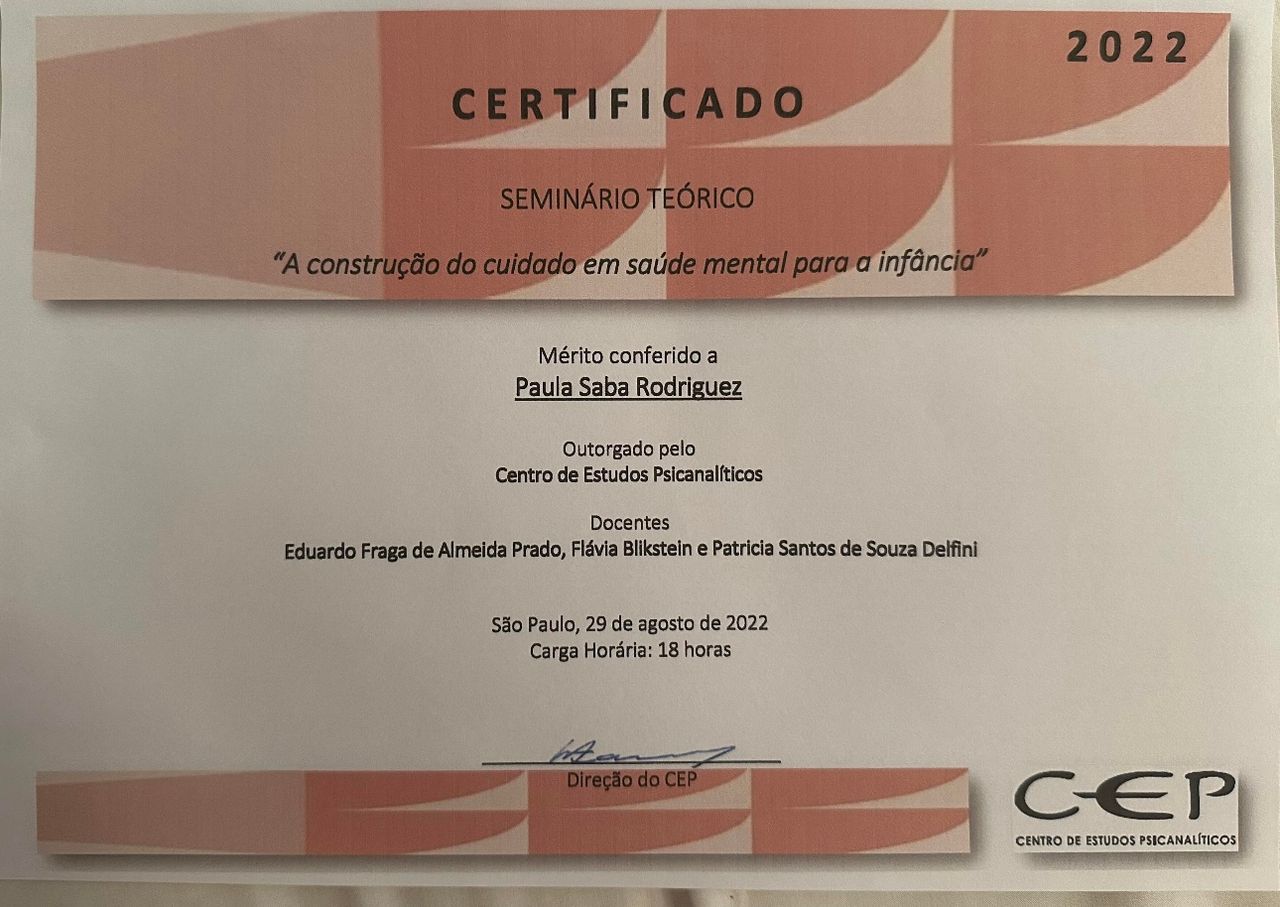 2022
CERTIFICADO
SEMINÁRIO TEÓRICO
“A construção do cuidado em saúde mental para a infância”
Mérito conferido a
Paula Saba Rodriguez
Outorgado pelo
Centro de Estudos Psicanalíticos
Docentes
Eduardo Fraga de Almeida Prado, Flávia Blikstein e Patricia Santos de Souza Delfini
São Paulo, 29 de agosto de 2022
Carga Horária: 18 horas
Direção do CEP
CEP
CENTRO DE ESTUDOS PSICANALÍTICOS